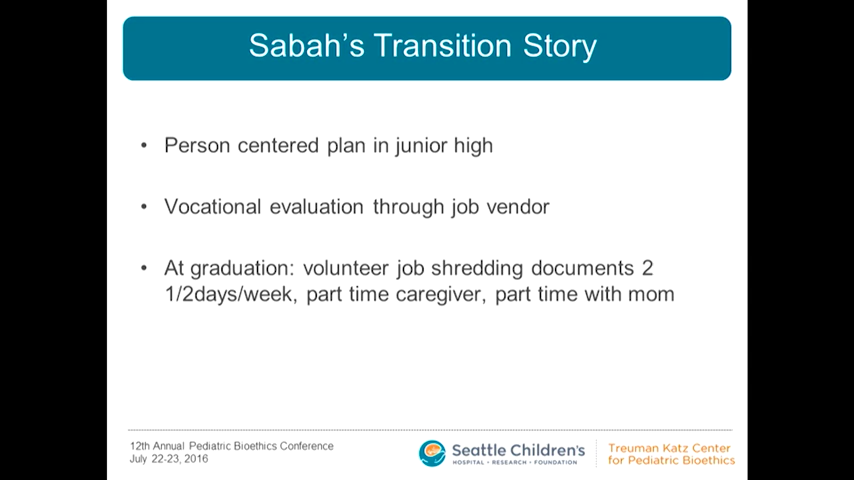 Sabah's Transition Story
• Person centered plan in junior high
• Vocational evaluation through job vendor
• At graduation: volunteer job shredding documents 2
1/2days/week, part time caregiver, part time with mom
12th Annual Pediatric Bioethics Conference
July 22-23, 2016
Seattle Children's
HOSPITAL • RESEARCH • FOUNDATION
Treuman Katz Center
for Pediatric Bioethics